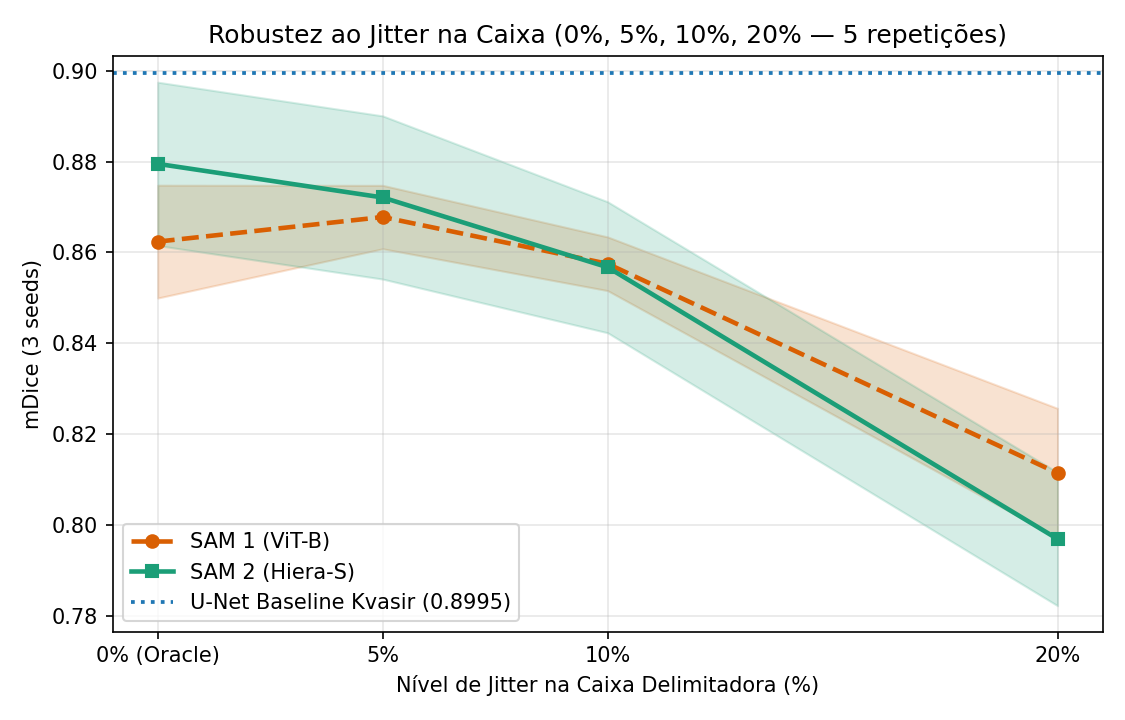 Robustez ao Jitter na Caixa (0%, 5%, 10%, 20% — 5 repetições)
mDice (3 seeds)
0.90
0.88
0.86
0.84
0.82
0.80
0.78
SAM 1 (ViT-B)
SAM 2 (Hiera-S)
U-Net Baseline Kvasir (0.8995)
0% (Oracle) 5% 10% 20%
Nível de Jitter na Caixa Delimitadora (%)